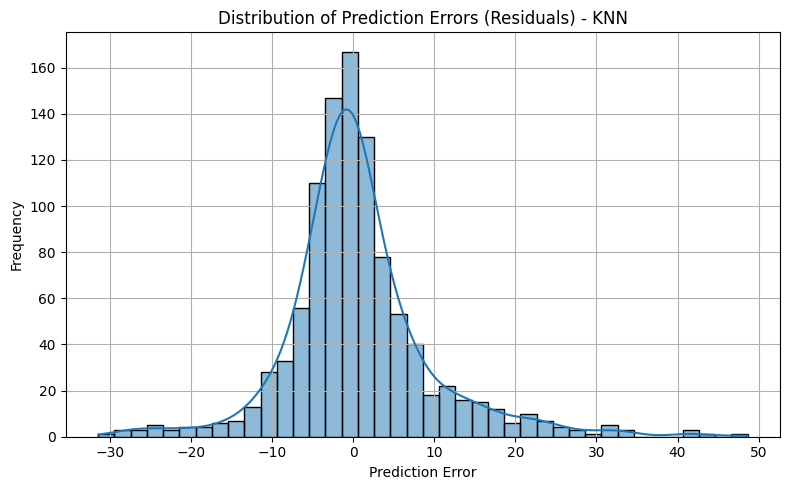 Distribution of Prediction Errors (Residuals) - KNN
160
140
120
100
80
60
40
20
0
Frequency
−30 −20 −10 0 10 20 30 40 50
Prediction Error